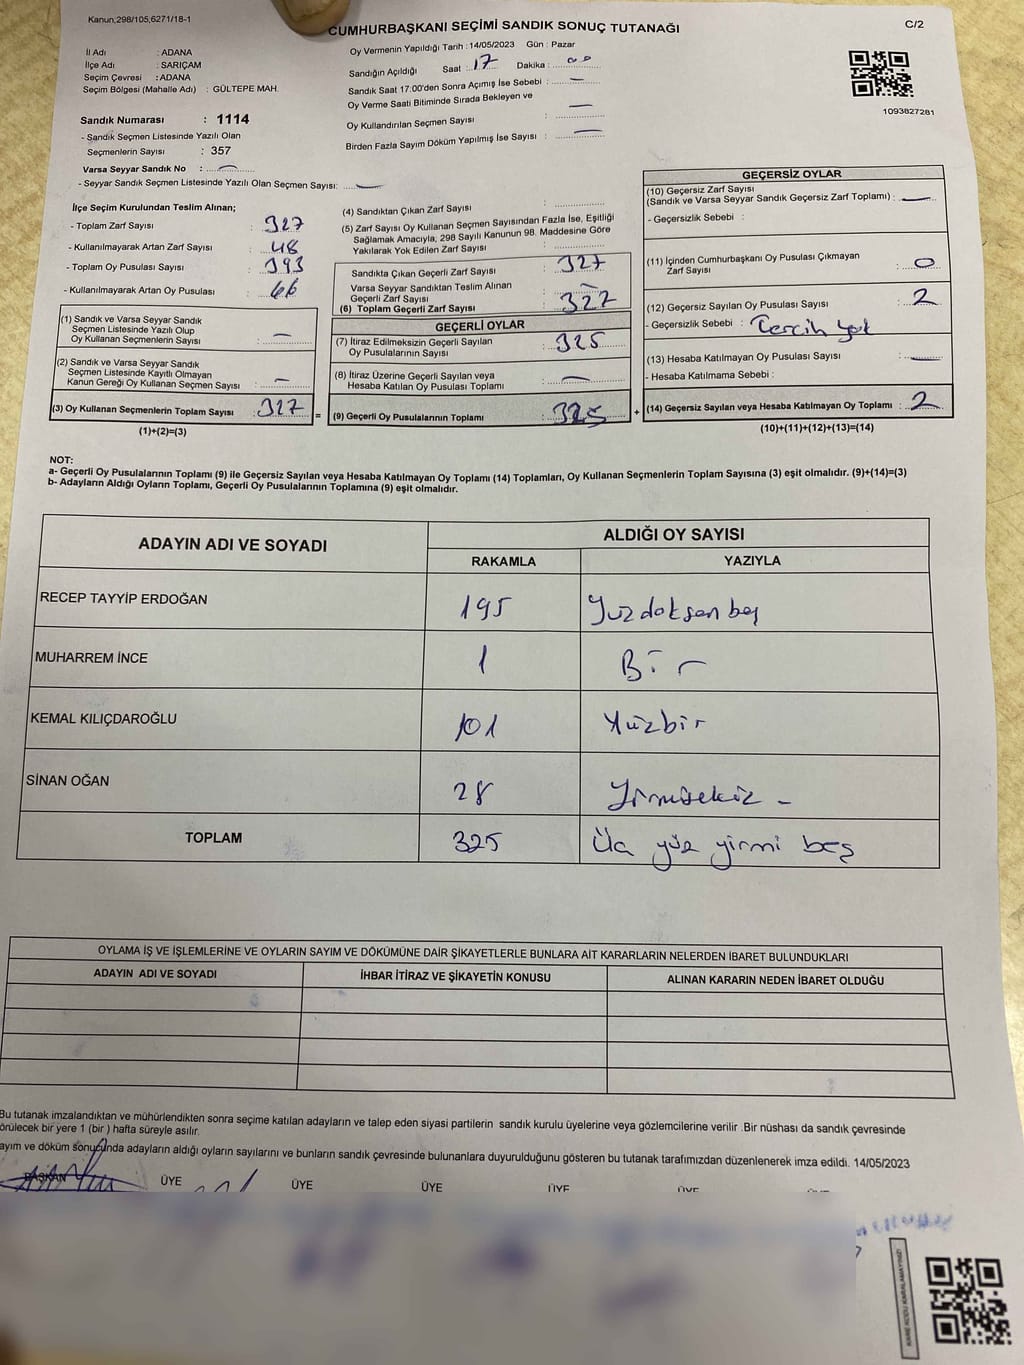 Kanun,298/105,6271/18-1
CUMHURBAŞKANI SEÇİMİ SANDIK SONUÇ TUTANAĞI
C/2
İl Adı : ADANA
İlçe Adı : SARIÇAM
Seçim Çevresi : ADANA
Seçim Bölgesi (Mahalle Adı) : GÜLTEPE MAH.
Oy Vermenin Yapıldığı Tarih : 14/05/2023 Gün : Pazar
Sandığın Açıldığı Saat : 17 Dakika : 00
Sandık Saat 17:00'den Sonra Açımış İse Sebebi : —
Oy Verme Saati Bitiminde Sırada Bekleyen ve
Oy Kullandırılan Seçmen Sayısı : —
Birden Fazla Sayım Döküm Yapılmış İse Sayısı : —
1093827281
Sandık Numarası : 1114
- Sandık Seçmen Listesinde Yazılı Olan
Seçmenlerin Sayısı : 357
Varsa Seyyar Sandık No : —
- Seyyar Sandık Seçmen Listesinde Yazılı Olan Seçmen Sayısı: —
İlçe Seçim Kurulundan Teslim Alınan;
- Toplam Zarf Sayısı : 327
- Kullanılmayarak Artan Zarf Sayısı : 48
- Toplam Oy Pusulası Sayısı : 393
- Kullanılmayarak Artan Oy Pusulası : 66
(1) Sandık ve Varsa Seyyar Sandık
Seçmen Listesinde Yazılı Olup
Oy Kullanan Seçmenlerin Sayısı : —
(2) Sandık ve Varsa Seyyar Sandık
Seçmen Listesinde Kayıtlı Olmayan
Kanun Gereği Oy Kullanan Seçmen Sayısı : —
(3) Oy Kullanan Seçmenlerin Toplam Sayısı : 327 =
(1)+(2)=(3)
(4) Sandıktan Çıkan Zarf Sayısı :
(5) Zarf Sayısı Oy Kullanan Seçmen Sayısından Fazla İse, Eşitliği
Sağlamak Amacıyla, 298 Sayılı Kanunun 98. Maddesine Göre
Yakılarak Yok Edilen Zarf Sayısı :
Sandıkta Çıkan Geçerli Zarf Sayısı : 327
Varsa Seyyar Sandıktan Teslim Alınan
Geçerli Zarf Sayısı : —
(6) Toplam Geçerli Zarf Sayısı : 327
GEÇERLİ OYLAR
(7) İtiraz Edilmeksizin Geçerli Sayılan
Oy Pusulalarının Sayısı : 325
(8) İtiraz Üzerine Geçerli Sayılan veya
Hesaba Katılan Oy Pusulası Toplamı : —
(9) Geçerli Oy Pusulalarının Toplamı : 325 +
GEÇERSİZ OYLAR
(10) Geçersiz Zarf Sayısı
(Sandık ve Varsa Seyyar Sandık Geçersiz Zarf Toplamı) : —
- Geçersizlik Sebebi :
(11) İçinden Cumhurbaşkanı Oy Pusulası Çıkmayan
Zarf Sayısı : 0
(12) Geçersiz Sayılan Oy Pusulası Sayısı : 2
- Geçersizlik Sebebi : Tercih yok
(13) Hesaba Katılmayan Oy Pusulası Sayısı : —
- Hesaba Katılmama Sebebi :
(14) Geçersiz Sayılan veya Hesaba Katılmayan Oy Toplamı : 2
(10)+(11)+(12)+(13)=(14)
NOT:
a- Geçerli Oy Pusulalarının Toplamı (9) ile Geçersiz Sayılan veya Hesaba Katılmayan Oy Toplamı (14) Toplamları, Oy Kullanan Seçmenlerin Toplam Sayısına (3) eşit olmalıdır. (9)+(14)=(3)
b- Adayların Aldığı Oyların Toplamı, Geçerli Oy Pusulalarının Toplamına (9) eşit olmalıdır.
ADAYIN ADI VE SOYADI ALDIĞI OY SAYISI
RAKAMLA YAZIYLA
RECEP TAYYİP ERDOĞAN 195 Yuzdoksan beş
MUHARREM İNCE 1 Bir
KEMAL KILIÇDAROĞLU 101 Yüzbir
SİNAN OĞAN 28 Yirmisekiz -
TOPLAM 325 Üç yüz yirmi beş
OYLAMA İŞ VE İŞLEMLERİNE VE OYLARIN SAYIM VE DÖKÜMÜNE DAİR ŞİKAYETLERLE BUNLARA AİT KARARLARIN NELERDEN İBARET BULUNDUKLARI
ADAYIN ADI VE SOYADI İHBAR İTİRAZ VE ŞİKAYETİN KONUSU ALINAN KARARIN NEDEN İBARET OLDUĞU
Bu tutanak imzalandıktan ve mühürlendikten sonra seçime katılan adayların ve talep eden siyasi partilerin sandık kurulu üyelerine veya gözlemcilerine verilir .Bir nüshası da sandık çevresinde
örülecek bir yere 1 (bir ) hafta süreyle asılır.
ayım ve döküm sonucunda adayların aldığı oyların sayılarını ve bunların sandık çevresinde bulunanlara duyurulduğunu gösteren bu tutanak tarafımızdan düzenlenerek imza edildi. 14/05/2023
BAŞKAN ÜYE ÜYE ÜYE ÜYE ÜYE
KARE KODU KARALAMAYINIZ!